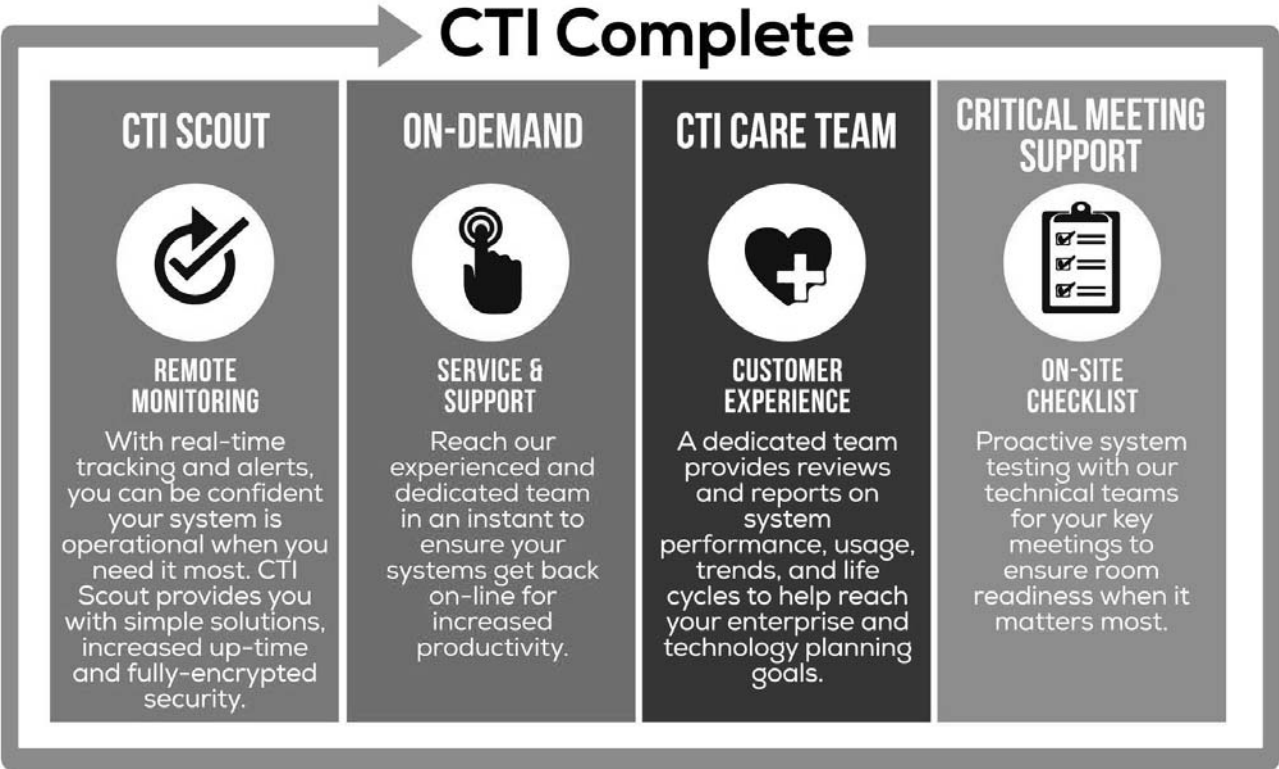 CTI Complete
CTI SCOUT
REMOTE
MONITORING
With real-time
tracking and alerts,
you can be confident
your system is
operational when you
need it most. CTI
Scout provides you
with simple solutions,
increased up-time
and fully-encrypted
security.
ON-DEMAND
SERVICE &
SUPPORT
Reach our
experienced and
dedicated team
in an instant to
ensure your
systems get back
on-line for
increased
productivity.
CTI CARE TEAM
CUSTOMER
EXPERIENCE
A dedicated team
provides reviews
and reports on
system
performance, usage,
trends, and life
cycles to help reach
your enterprise and
technology planning
goals.
CRITICAL MEETING
SUPPORT
ON-SITE
CHECKLIST
Proactive system
testing with our
technical teams
for your key
meetings to
ensure room
readiness when it
matters most.